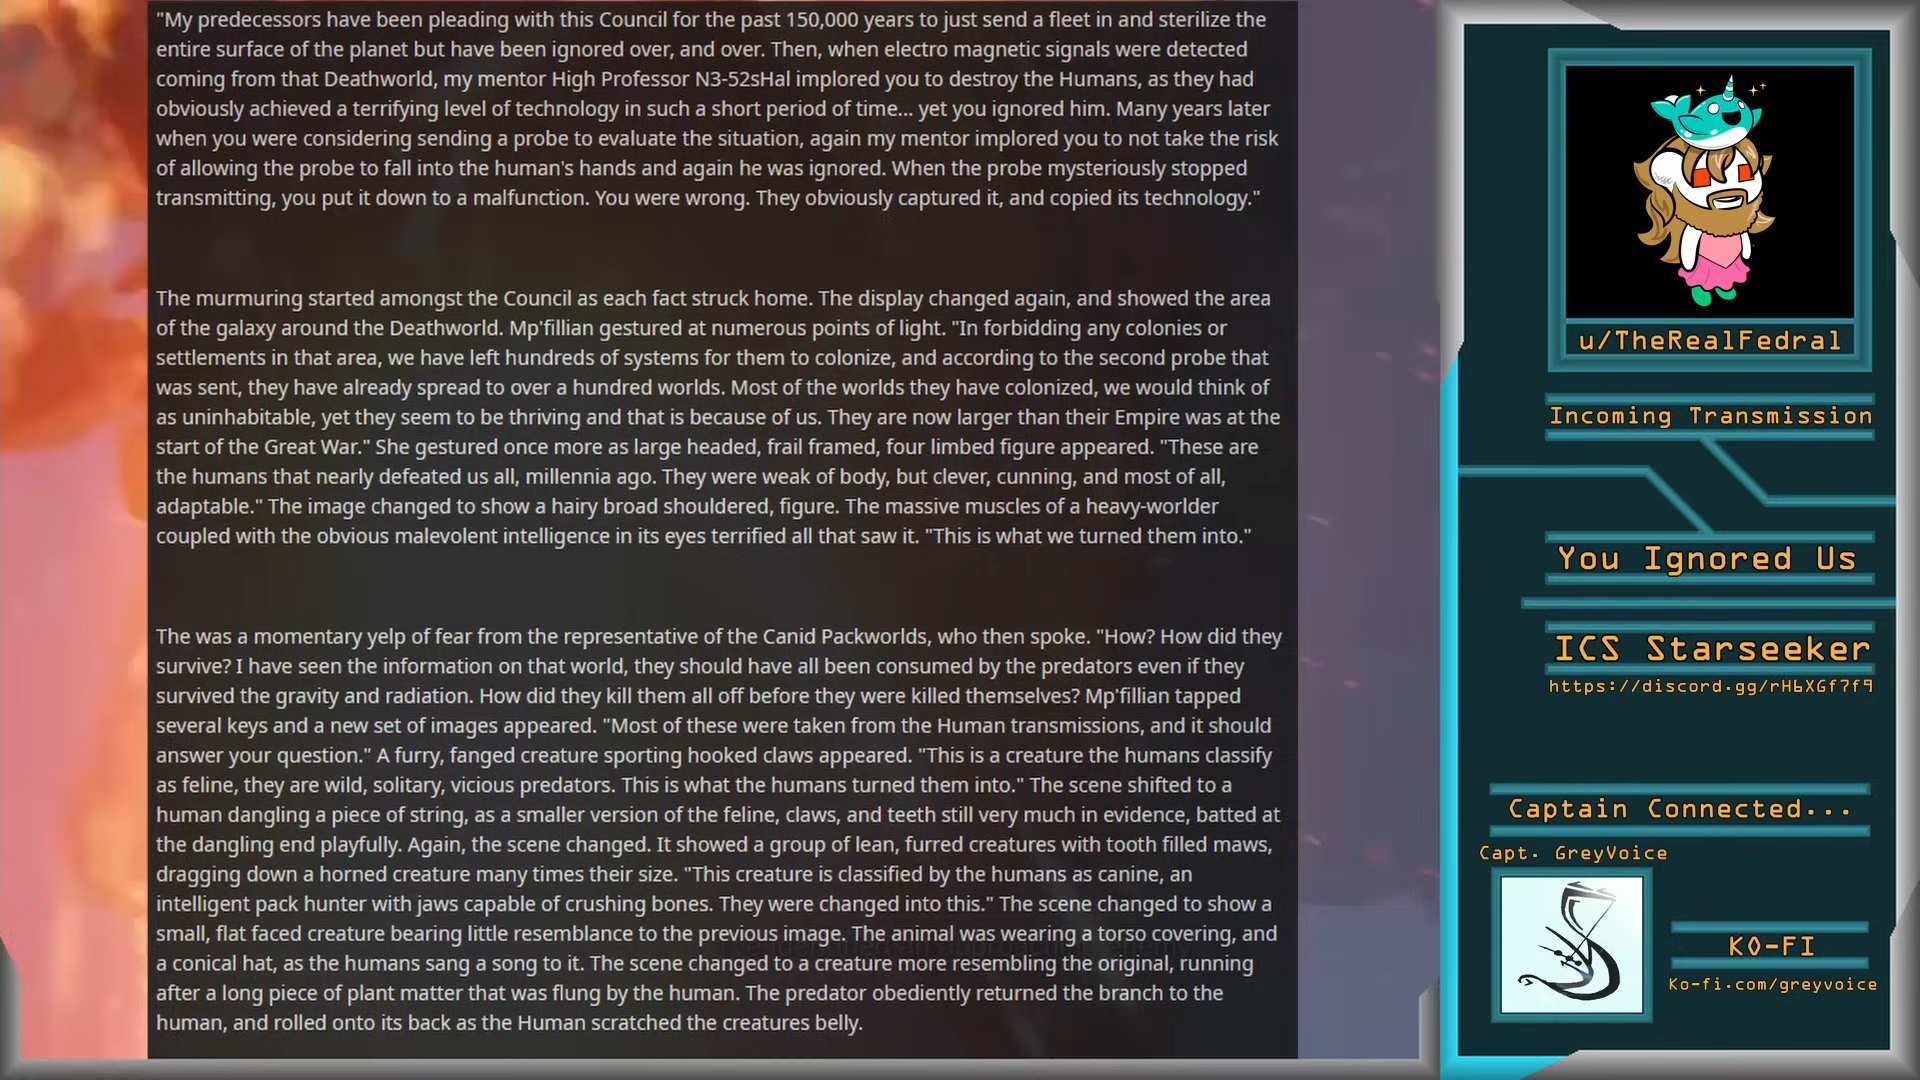 "My predecessors have been pleading with this Council for the past 150,000 years to just send a fleet in and sterilize the
entire surface of the planet but have been ignored over, and over. Then, when electro magnetic signals were detected
coming from that Deathworld, my mentor High Professor N3-52sHal implored you to destroy the Humans, as they had
obviously achieved a terrifying level of technology in such a short period of time... yet you ignored him. Many years later
when you were considering sending a probe to evaluate the situation, again my mentor implored you to not take the risk
of allowing the probe to fall into the human's hands and again he was ignored. When the probe mysteriously stopped
transmitting, you put it down to a malfunction. You were wrong. They obviously captured it, and copied its technology."
The murmuring started amongst the Council as each fact struck home. The display changed again, and showed the area
of the galaxy around the Deathworld. Mp'fillian gestured at numerous points of light. "In forbidding any colonies or
settlements in that area, we have left hundreds of systems for them to colonize, and according to the second probe that
was sent, they have already spread to over a hundred worlds. Most of the worlds they have colonized, we would think of
as uninhabitable, yet they seem to be thriving and that is because of us. They are now larger than their Empire was at the
start of the Great War." She gestured once more as large headed, frail framed, four limbed figure appeared. "These are
the humans that nearly defeated us all, millennia ago. They were weak of body, but clever, cunning, and most of all,
adaptable." The image changed to show a hairy broad shouldered, figure. The massive muscles of a heavy-worlder
coupled with the obvious malevolent intelligence in its eyes terrified all that saw it. "This is what we turned them into."
The was a momentary yelp of fear from the representative of the Canid Packworlds, who then spoke. "How? How did they
survive? I have seen the information on that world, they should have all been consumed by the predators even if they
survived the gravity and radiation. How did they kill them all off before they were killed themselves? Mp'fillian tapped
several keys and a new set of images appeared. "Most of these were taken from the Human transmissions, and it should
answer your question." A furry, fanged creature sporting hooked claws appeared. "This is a creature the humans classify
as feline, they are wild, solitary, vicious predators. This is what the humans turned them into." The scene shifted to a
human dangling a piece of string, as a smaller version of the feline, claws, and teeth still very much in evidence, batted at
the dangling end playfully. Again, the scene changed. It showed a group of lean, furred creatures with tooth filled maws,
dragging down a horned creature many times their size. "This creature is classified by the humans as canine, an
intelligent pack hunter with jaws capable of crushing bones. They were changed into this." The scene changed to show a
small, flat faced creature bearing little resemblance to the previous image. The animal was wearing a torso covering, and
a conical hat, as the humans sang a song to it. The scene changed to a creature more resembling the original, running
after a long piece of plant matter that was flung by the human. The predator obediently returned the branch to the
human, and rolled onto its back as the Human scratched the creatures belly.
u/TheRealFedral
Incoming Transmission
You Ignored Us
ICS Starseeker
https://discord.gg/rH6XGf7f9
Captain Connected...
Capt. GreyVoice
KO-FI
Ko-fi.com/greyvoice